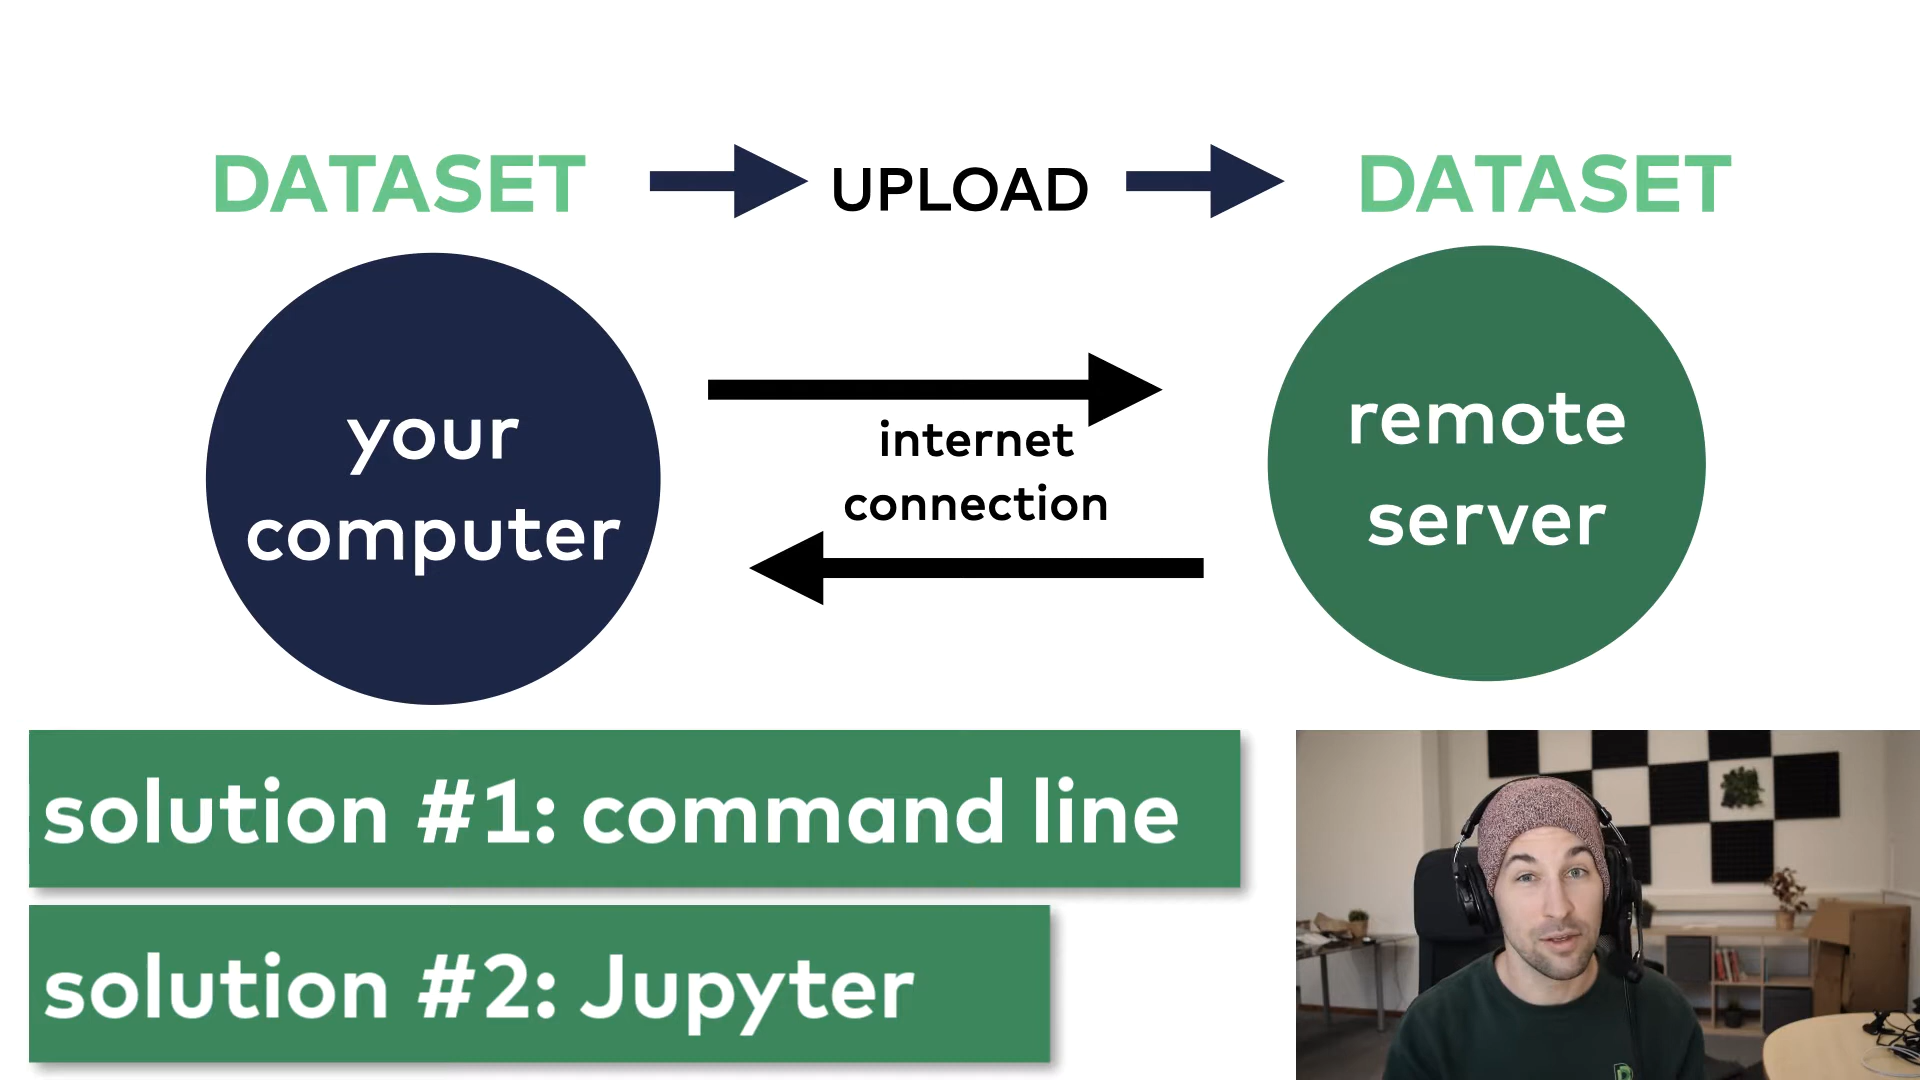 DATASET UPLOAD DATASET
your
computer
internet
connection
remote
server
solution #1: command line
solution #2: Jupyter